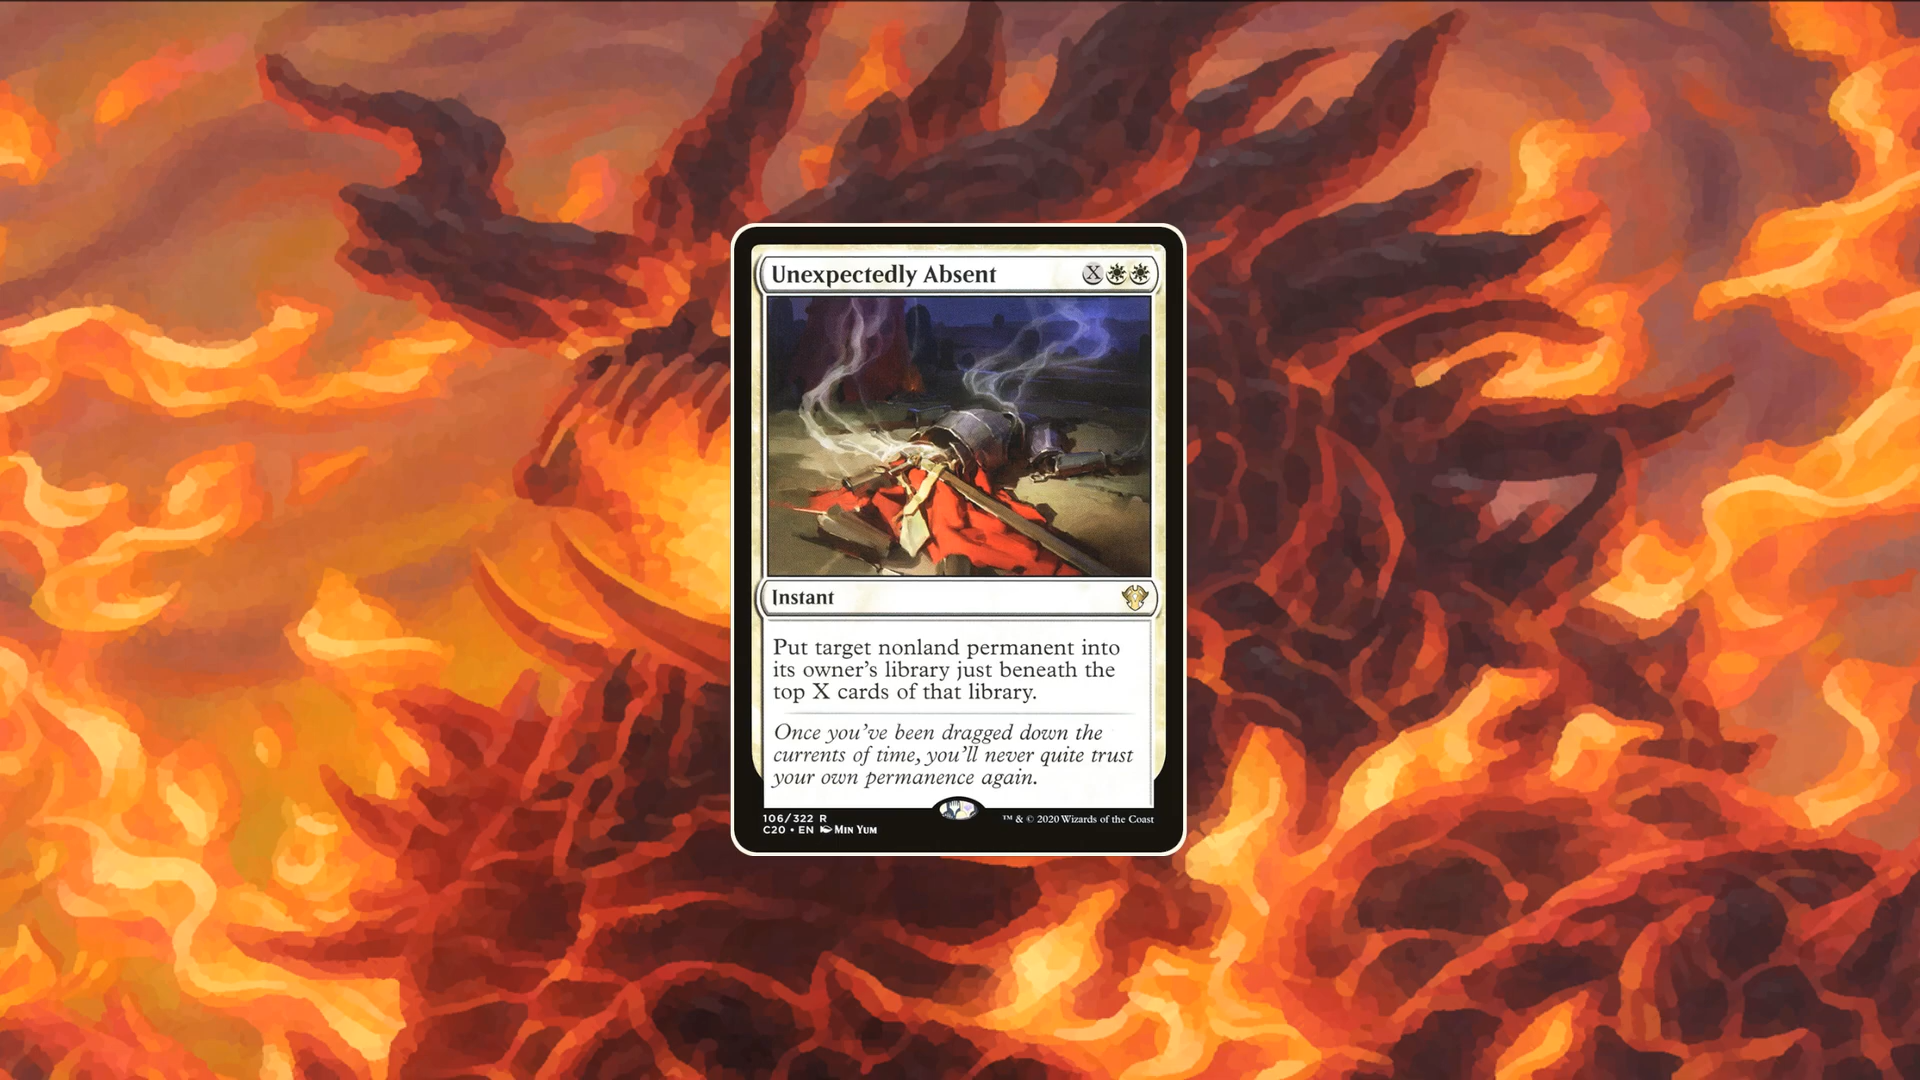 Unexpectedly Absent X
Instant
Put target nonland permanent into
its owner's library just beneath the
top X cards of that library.
Once you've been dragged down the
currents of time, you'll never quite trust
your own permanence again.
106/322 R
C20 • EN Min Yum
™ & © 2020 Wizards of the Coast